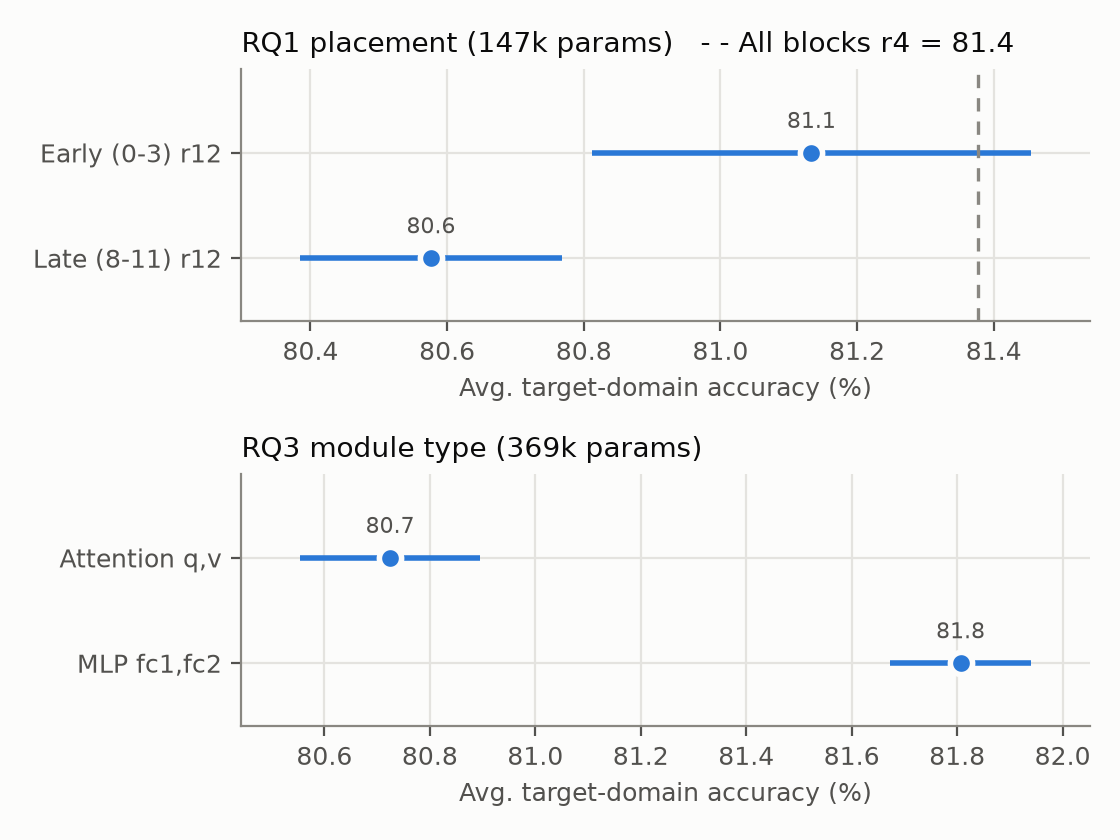 RQ1 placement (147k params)   - - All blocks r4 = 81.4
81.1
Early (0-3) r12
80.6
Late (8-11) r12
80.4 80.6 80.8 81.0 81.2 81.4
Avg. target-domain accuracy (%)
RQ3 module type (369k params)
80.7
Attention q,v
81.8
MLP fc1,fc2
80.6 80.8 81.0 81.2 81.4 81.6 81.8 82.0
Avg. target-domain accuracy (%)